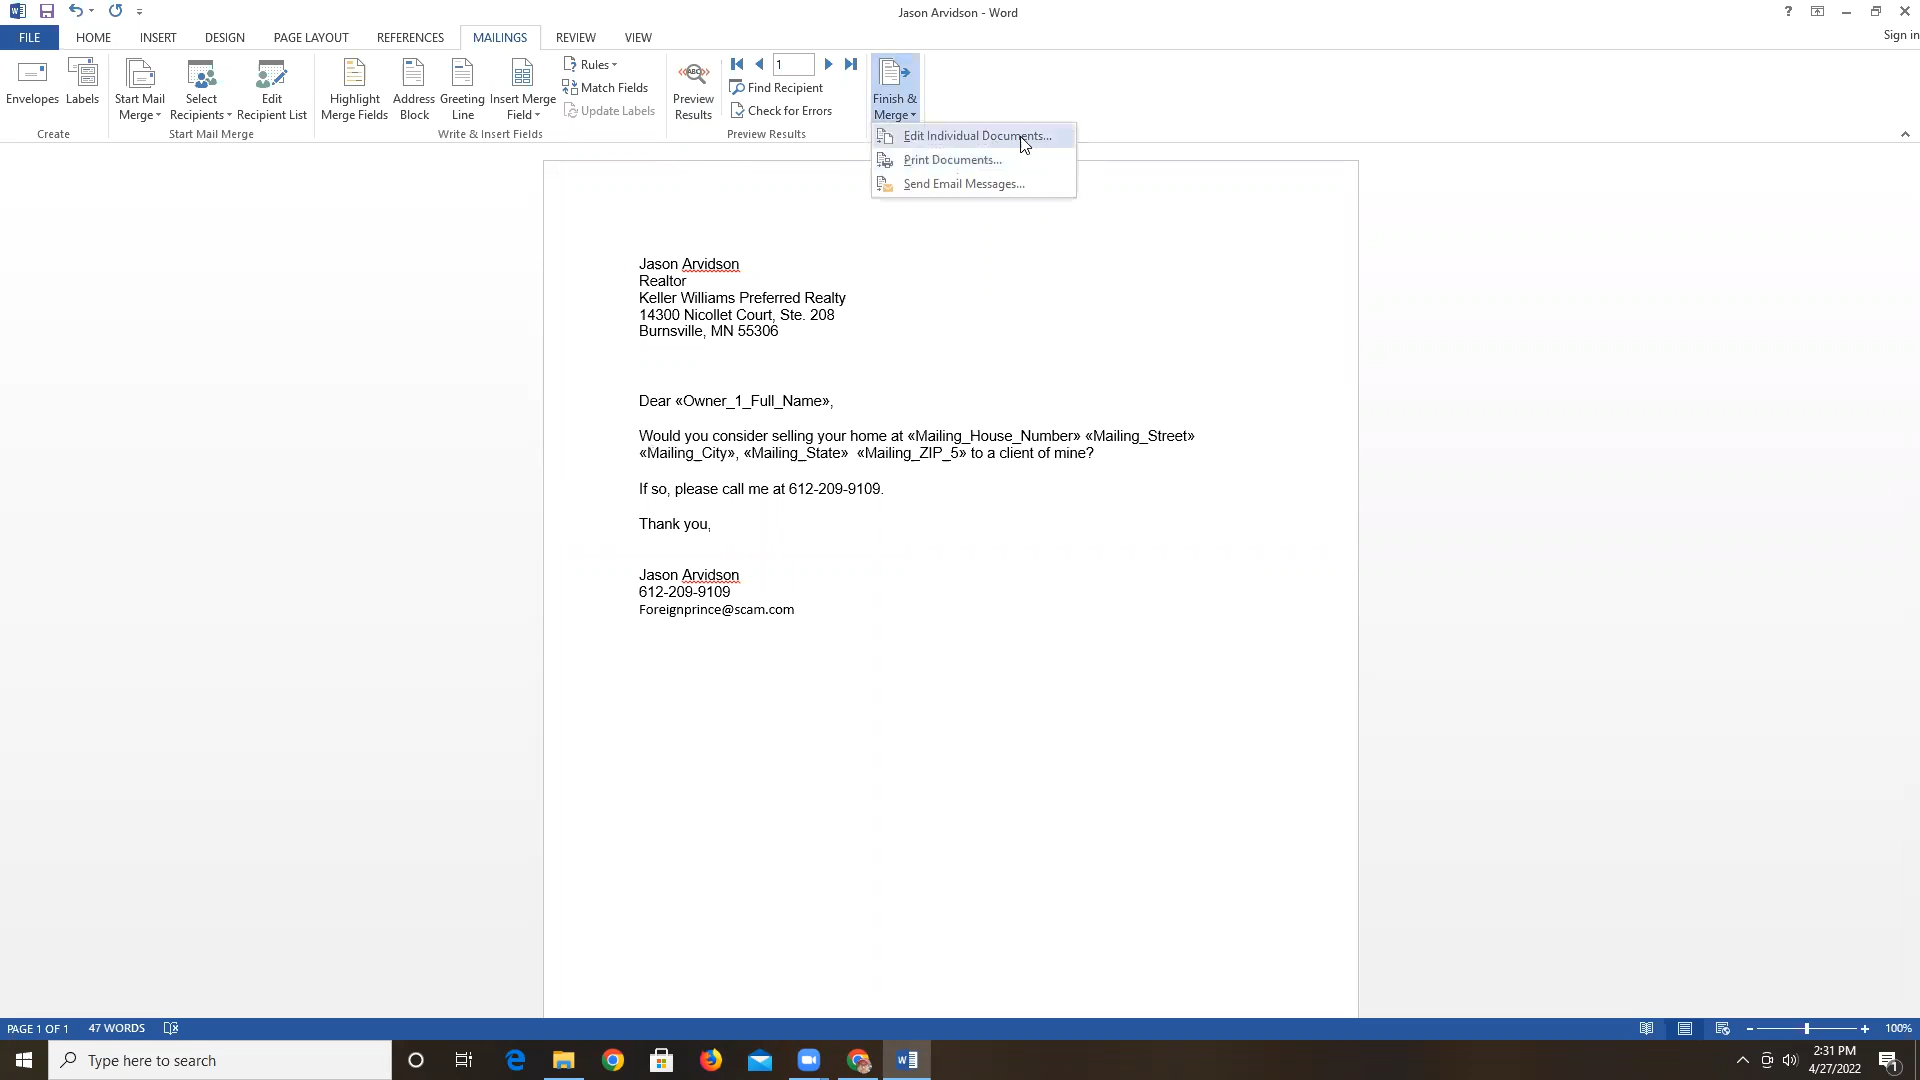 Jason Arvidson - Word
?
Sign in
FILE HOME INSERT DESIGN PAGE LAYOUT REFERENCES MAILINGS REVIEW VIEW
Envelopes Labels
Create
Start Mail Merge
Select Recipients
Edit Recipient List
Start Mail Merge
Highlight Merge Fields
Address Block
Greeting Line
Insert Merge Field
Rules
Match Fields
Update Labels
Write & Insert Fields
ABC
Preview Results
1
Find Recipient
Check for Errors
Preview Results
Finish & Merge
Edit Individual Documents...
Print Documents...
Send Email Messages...
Jason Arvidson
Realtor
Keller Williams Preferred Realty
14300 Nicollet Court, Ste. 208
Burnsville, MN 55306
Dear «Owner_1_Full_Name»,
Would you consider selling your home at «Mailing_House_Number» «Mailing_Street»
«Mailing_City», «Mailing_State»  «Mailing_ZIP_5» to a client of mine?
If so, please call me at 612-209-9109.
Thank you,
Jason Arvidson
612-209-9109
Foreignprince@scam.com
PAGE 1 OF 1 47 WORDS
100%
Type here to search
2:31 PM
4/27/2022
1